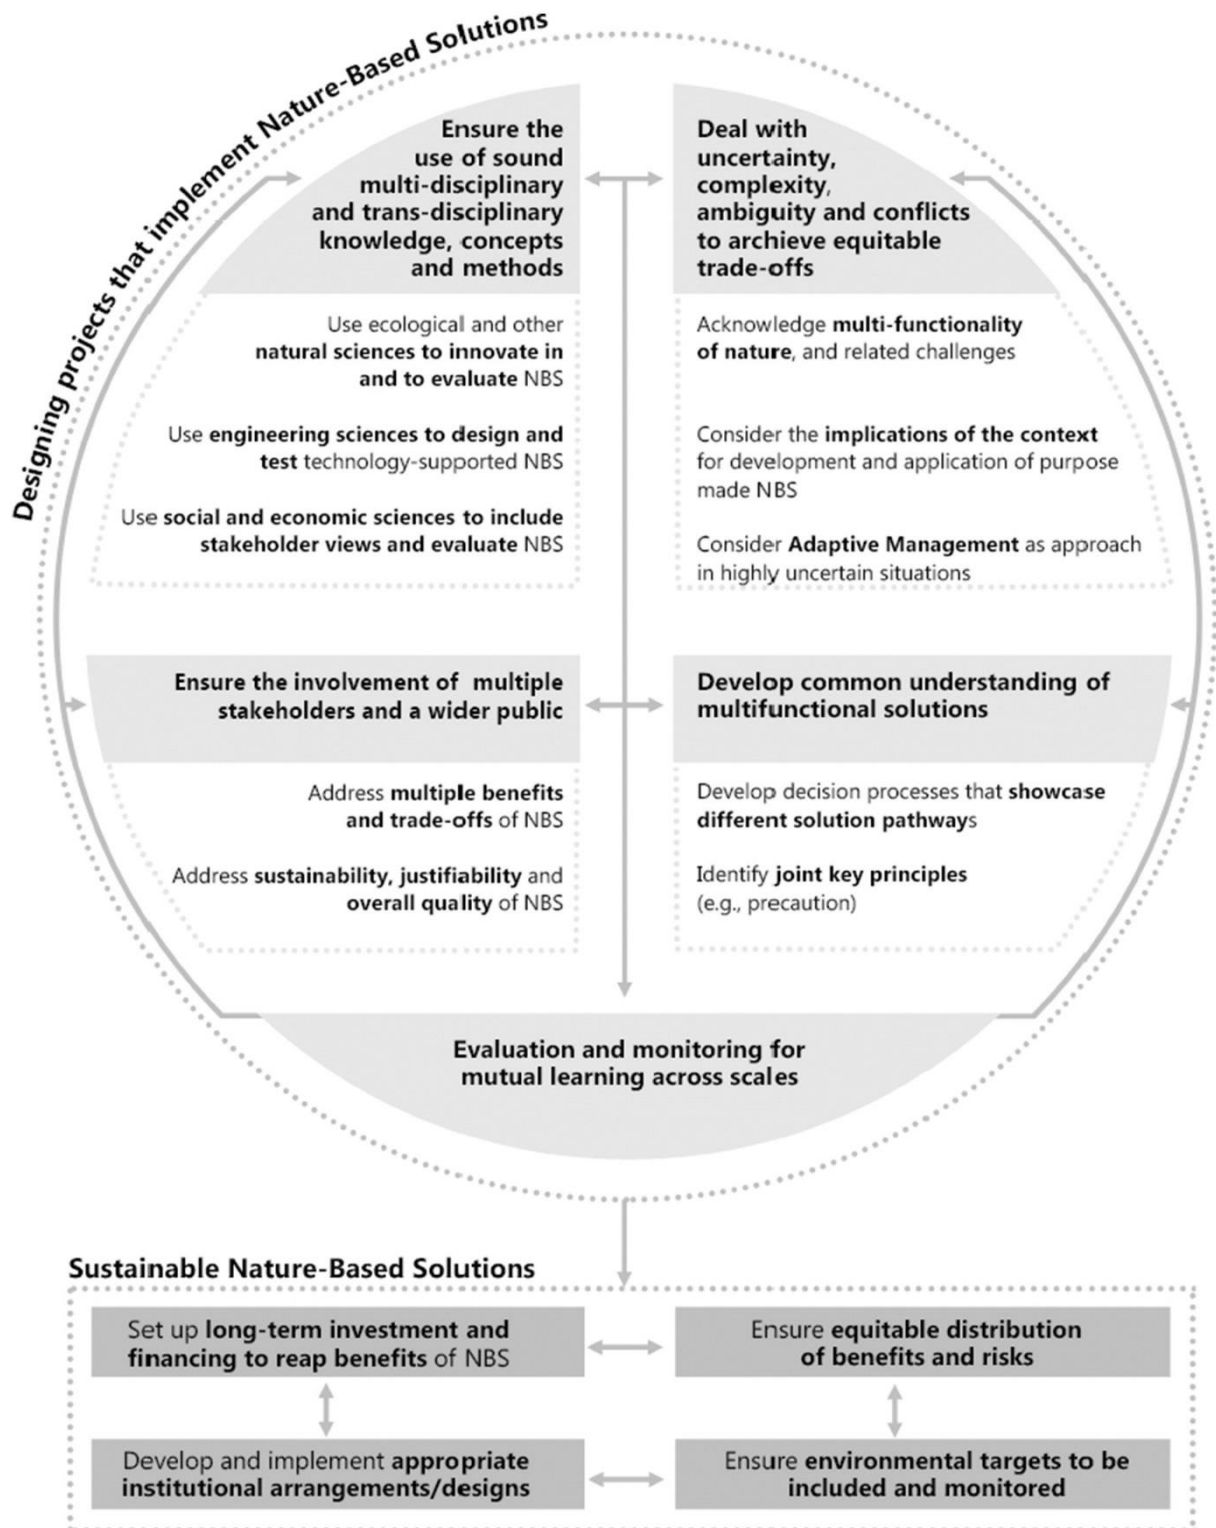 Designing projects that implement Nature-Based Solutions
Ensure the
use of sound
multi-disciplinary
and trans-disciplinary
knowledge, concepts
and methods
Use ecological and other
natural sciences to innovate in
and to evaluate NBS
Use engineering sciences to design and
test technology-supported NBS
Use social and economic sciences to include
stakeholder views and evaluate NBS
Deal with
uncertainty,
complexity,
ambiguity and conflicts
to achieve equitable
trade-offs
Acknowledge multi-functionality
of nature, and related challenges
Consider the implications of the context
for development and application of purpose
made NBS
Consider Adaptive Management as approach
in highly uncertain situations
Ensure the involvement of multiple
stakeholders and a wider public
Address multiple benefits
and trade-offs of NBS
Address sustainability, justifiability and
overall quality of NBS
Develop common understanding of
multifunctional solutions
Develop decision processes that showcase
different solution pathways
Identify joint key principles
(e.g., precaution)
Evaluation and monitoring for
mutual learning across scales
Sustainable Nature-Based Solutions
Set up long-term investment and
financing to reap benefits of NBS
Ensure equitable distribution
of benefits and risks
Develop and implement appropriate
institutional arrangements/designs
Ensure environmental targets to be
included and monitored